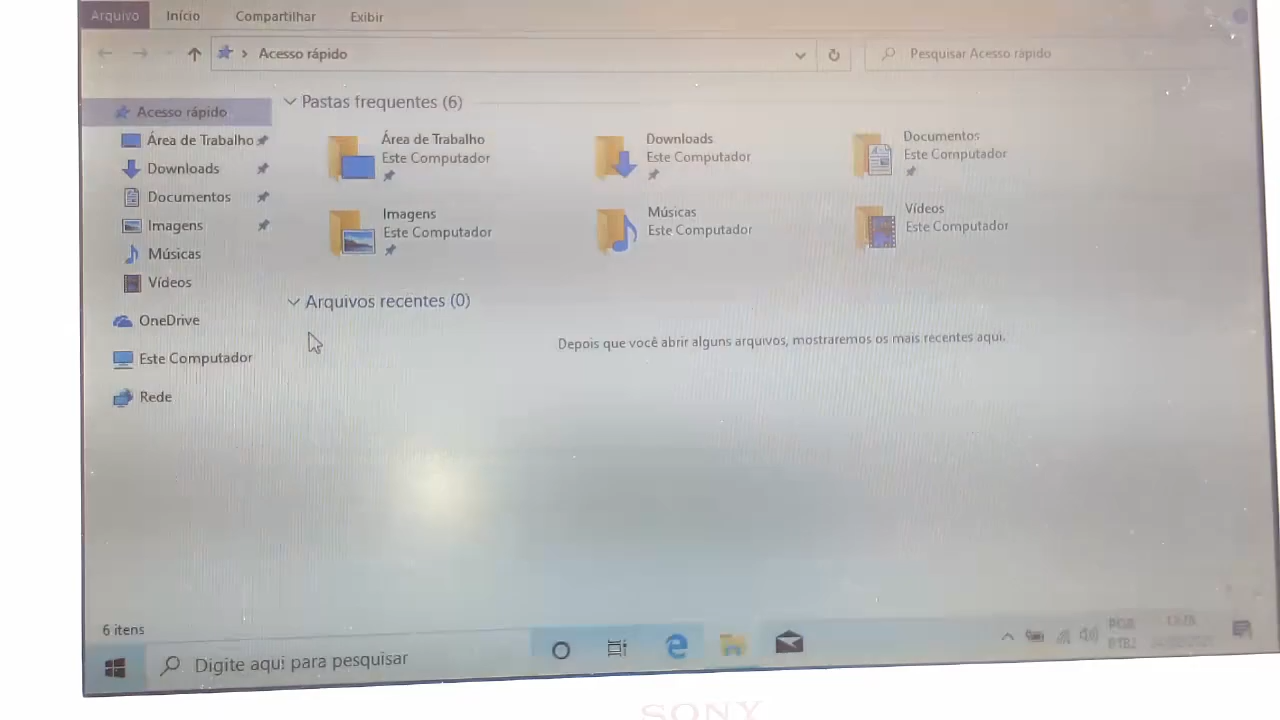 Arquivo Início Compartilhar Exibir
Acesso rápido Pesquisar Acesso rápido
Acesso rápido
Área de Trabalho
Downloads
Documentos
Imagens
Músicas
Vídeos
OneDrive
Este Computador
Rede
Pastas frequentes (6)
Área de Trabalho
Este Computador
Downloads
Este Computador
Documentos
Este Computador
Imagens
Este Computador
Músicas
Este Computador
Vídeos
Este Computador
Arquivos recentes (0)
Depois que você abrir alguns arquivos, mostraremos os mais recentes aqui.
6 itens
Digite aqui para pesquisar
POR
PTB2
SONY